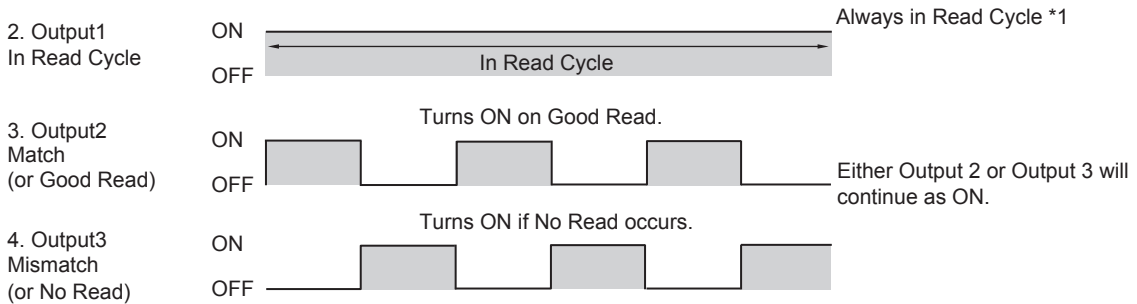 Always in Read Cycle *1
2. Output1
In Read Cycle
ON
OFF
In Read Cycle
Turns ON on Good Read.
3. Output2
Match
(or Good Read)
ON
OFF
Either Output 2 or Output 3 will
continue as ON.
Turns ON if No Read occurs.
4. Output3
Mismatch
(or No Read)
ON
OFF